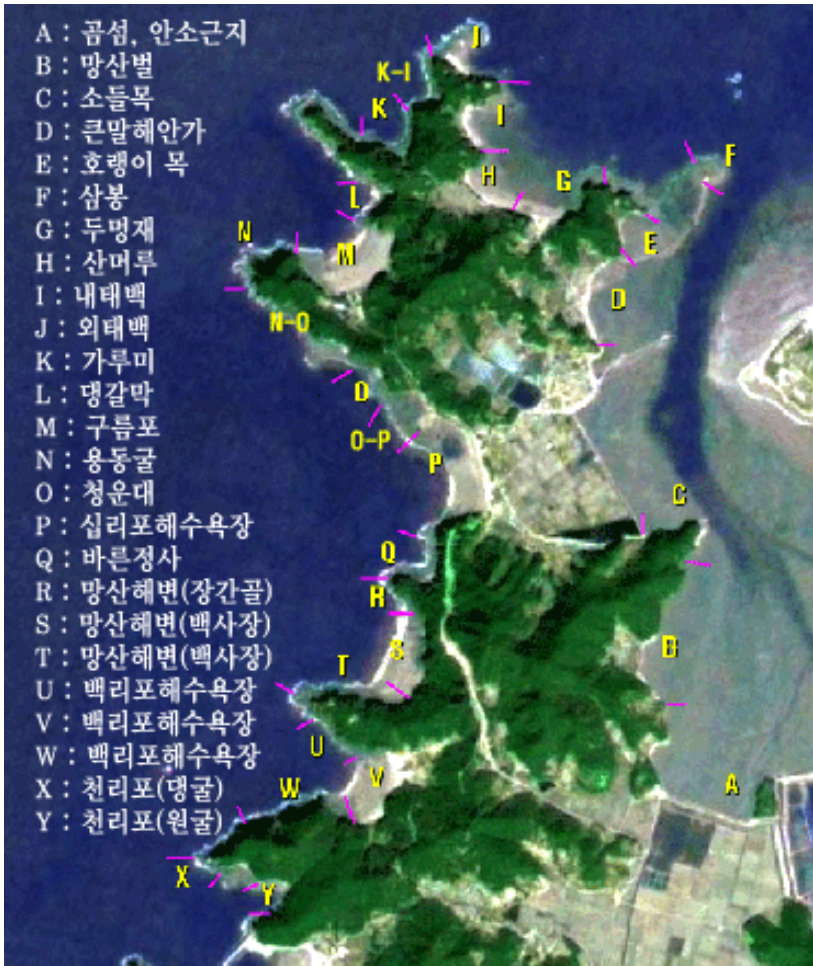 A : 곰섬, 안소근지
B : 망산벌
C : 소들목
D : 큰말해안가
E : 호랭이 목
F : 삼봉
G : 두멍재
H : 산머루
I : 내태백
J : 외태백
K : 가루미
L : 댕갈막
M : 구름포
N : 용동굴
O : 청운대
P : 십리포해수욕장
Q : 바른정사
R : 망산해변(장간골)
S : 망산해변(백사장)
T : 망산해변(백사장)
U : 백리포해수욕장
V : 백리포해수욕장
W : 백리포해수욕장
X : 천리포(댕굴)
Y : 천리포(원굴)
J
K-I
K
I
F
H
G
L
N
M
E
D
N-O
O
O-P
P
C
Q
R
S
B
T
U
V
W
A
X
Y